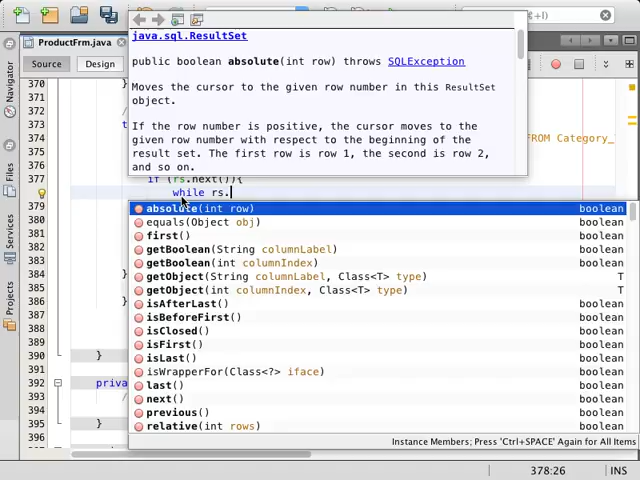 ProductFrm.java
Source
Design
Navigator
Files
Services
Projects
java.sql.ResultSet
public boolean absolute(int row) throws SQLException
Moves the cursor to the given row number in this ResultSet
object.
If the row number is positive, the cursor moves to the
given row number with respect to the beginning of the
result set. The first row is row 1, the second is row 2,
and so on.
370 }
371
372 //
373 t
374 FROM Category_
375
376
377 if (rs.next()){
while rs.
379
380
381
382
383
384 }
385
386 }
387
388
389
390 }
391
392 priva
393 //
394
395 }
396
397
absolute(int row) boolean
equals(Object obj) boolean
first() boolean
getBoolean(String columnLabel) boolean
getBoolean(int columnIndex) boolean
getObject(String columnLabel, Class<T> type) T
getObject(int columnIndex, Class<T> type) T
isAfterLast() boolean
isBeforeFirst() boolean
isClosed() boolean
isFirst() boolean
isLast() boolean
isWrapperFor(Class<?> iface) boolean
last() boolean
next() boolean
previous() boolean
relative(int rows) boolean
Instance Members; Press 'Ctrl+SPACE' Again for All Items
378:26 INS